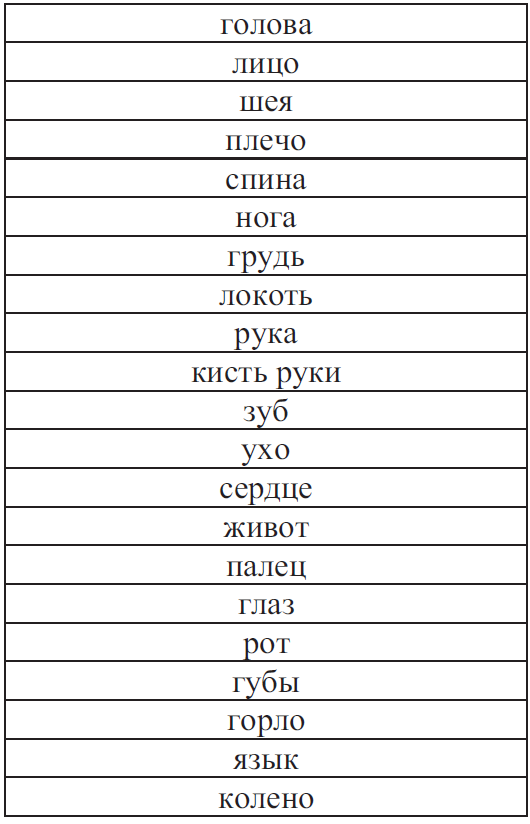 голова
лицо
шея
плечо
спина
нога
грудь
локоть
рука
кисть руки
зуб
ухо
сердце
живот
палец
глаз
рот
губы
горло
язык
колено